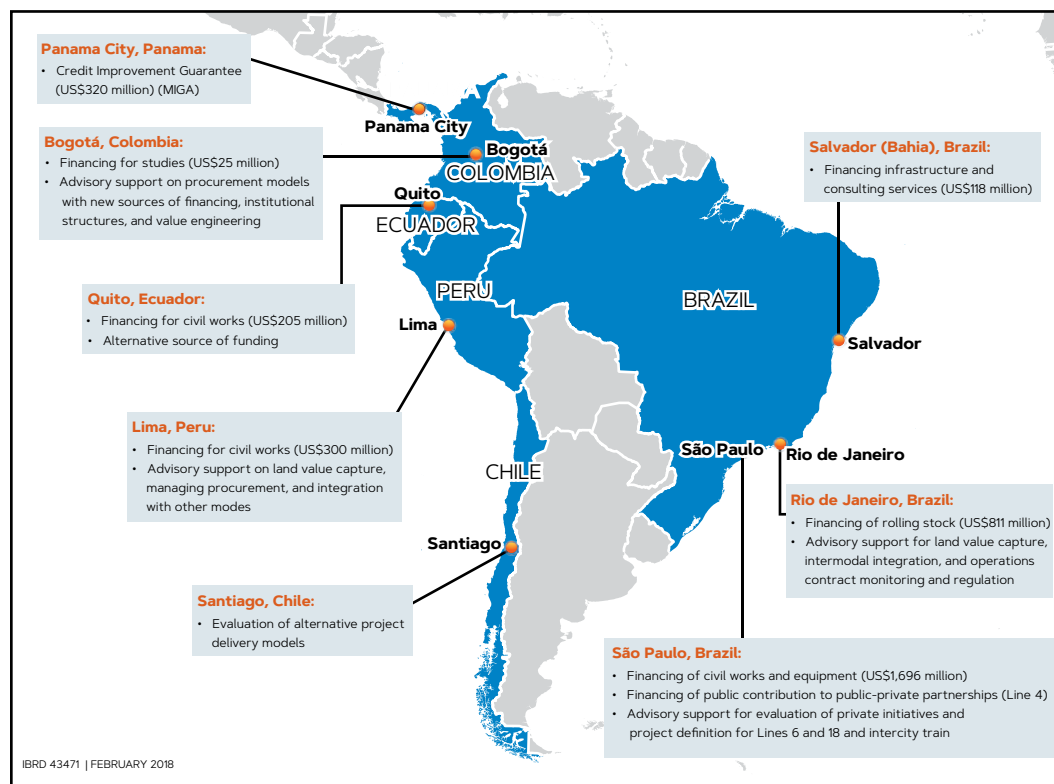 Panama City, Panama:
• Credit Improvement Guarantee
(US$320 million) (MIGA)
Bogotá, Colombia:
• Financing for studies (US$25 million)
• Advisory support on procurement models
with new sources of financing, institutional
structures, and value engineering
Quito, Ecuador:
• Financing for civil works (US$205 million)
• Alternative source of funding
Lima, Peru:
• Financing for civil works (US$300 million)
• Advisory support on land value capture,
managing procurement, and integration
with other modes
Santiago, Chile:
• Evaluation of alternative project
delivery models
Salvador (Bahia), Brazil:
• Financing infrastructure and
consulting services (US$118 million)
Rio de Janeiro, Brazil:
• Financing of rolling stock (US$811 million)
• Advisory support for land value capture,
intermodal integration, and operations
contract monitoring and regulation
São Paulo, Brazil:
• Financing of civil works and equipment (US$1,696 million)
• Financing of public contribution to public-private partnerships (Line 4)
• Advisory support for evaluation of private initiatives and
project definition for Lines 6 and 18 and intercity train
Panama City
Bogotá
COLOMBIA
Quito
ECUADOR
PERU
Lima
BRAZIL
Salvador
São Paulo
Rio de Janeiro
CHILE
Santiago
IBRD 43471 | FEBRUARY 2018